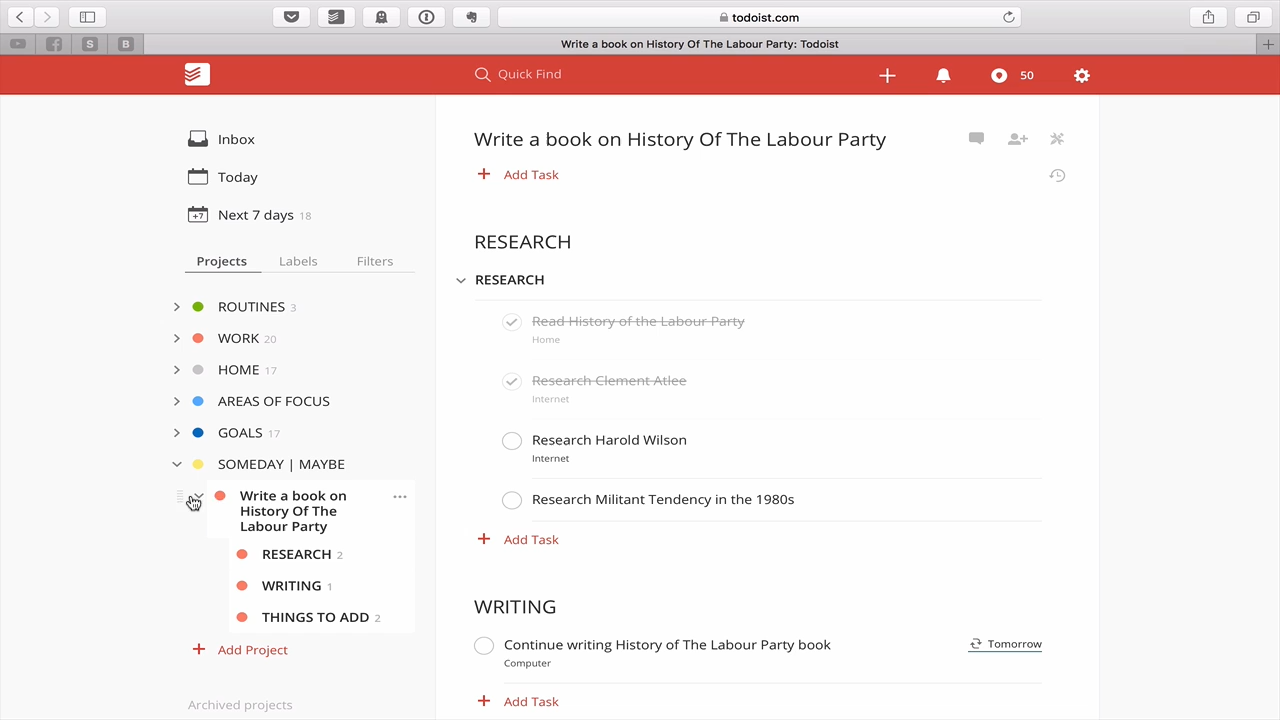 todoist.com
S
B
Write a book on History Of The Labour Party: Todoist
Quick Find
50
Inbox
Today
+7 Next 7 days 18
Projects Labels Filters
ROUTINES 3
WORK 20
HOME 17
AREAS OF FOCUS
GOALS 17
SOMEDAY | MAYBE
Write a book on
History Of The
Labour Party
RESEARCH 2
WRITING 1
THINGS TO ADD 2
Add Project
Archived projects
Write a book on History Of The Labour Party
Add Task
RESEARCH
RESEARCH
Read History of the Labour Party
Home
Research Clement Atlee
Internet
Research Harold Wilson
Internet
Research Militant Tendency in the 1980s
Add Task
WRITING
Continue writing History of The Labour Party book
Tomorrow
Computer
Add Task